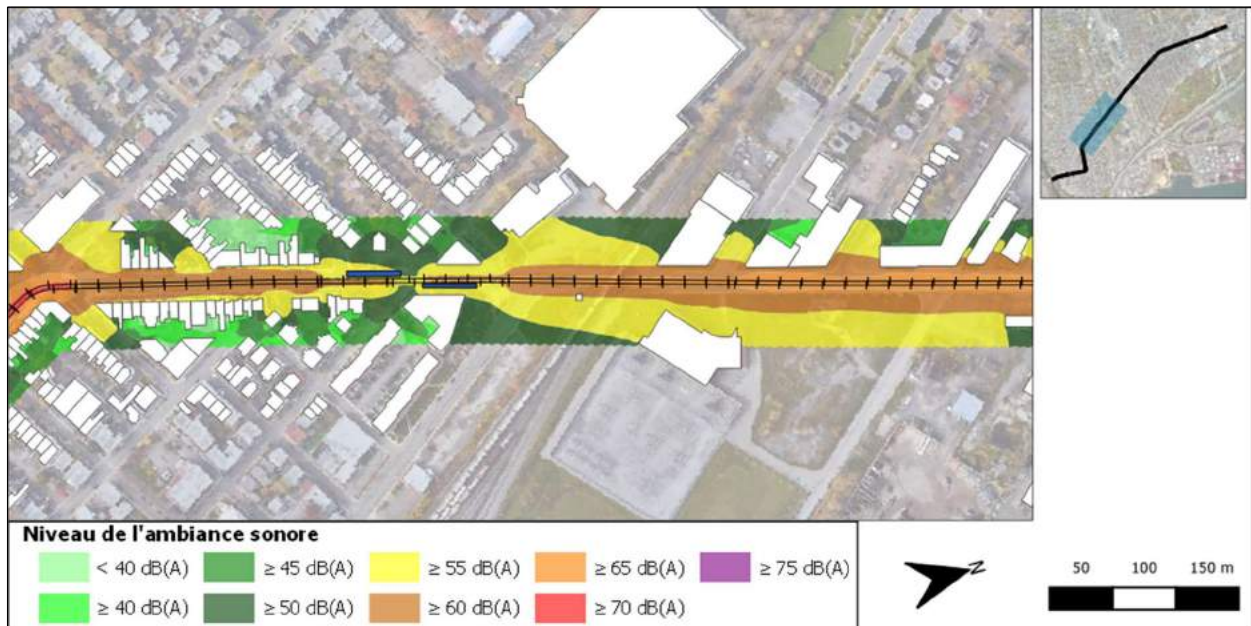 Niveau de l'ambiance sonore
< 40 dB(A) ≥ 45 dB(A) ≥ 55 dB(A) ≥ 65 dB(A) ≥ 75 dB(A)
≥ 40 dB(A) ≥ 50 dB(A) ≥ 60 dB(A) ≥ 70 dB(A)
N
50 100 150 m